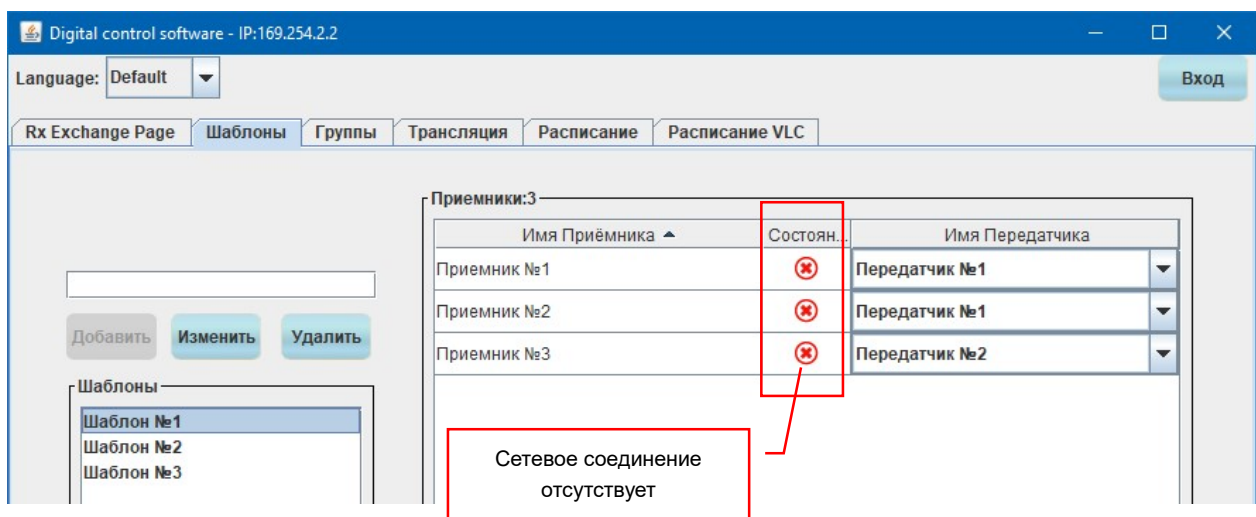 Digital control software - IP:169.254.2.2
Language: Default
Вход
Rx Exchange Page Шаблоны Группы Трансляция Расписание Расписание VLC
Приемники:3
Имя Приёмника Состоян... Имя Передатчика
Приемник №1 Передатчик №1
Приемник №2 Передатчик №1
Приемник №3 Передатчик №2
Добавить Изменить Удалить
Шаблоны
Шаблон №1
Шаблон №2
Шаблон №3
Сетевое соединение
отсутствует